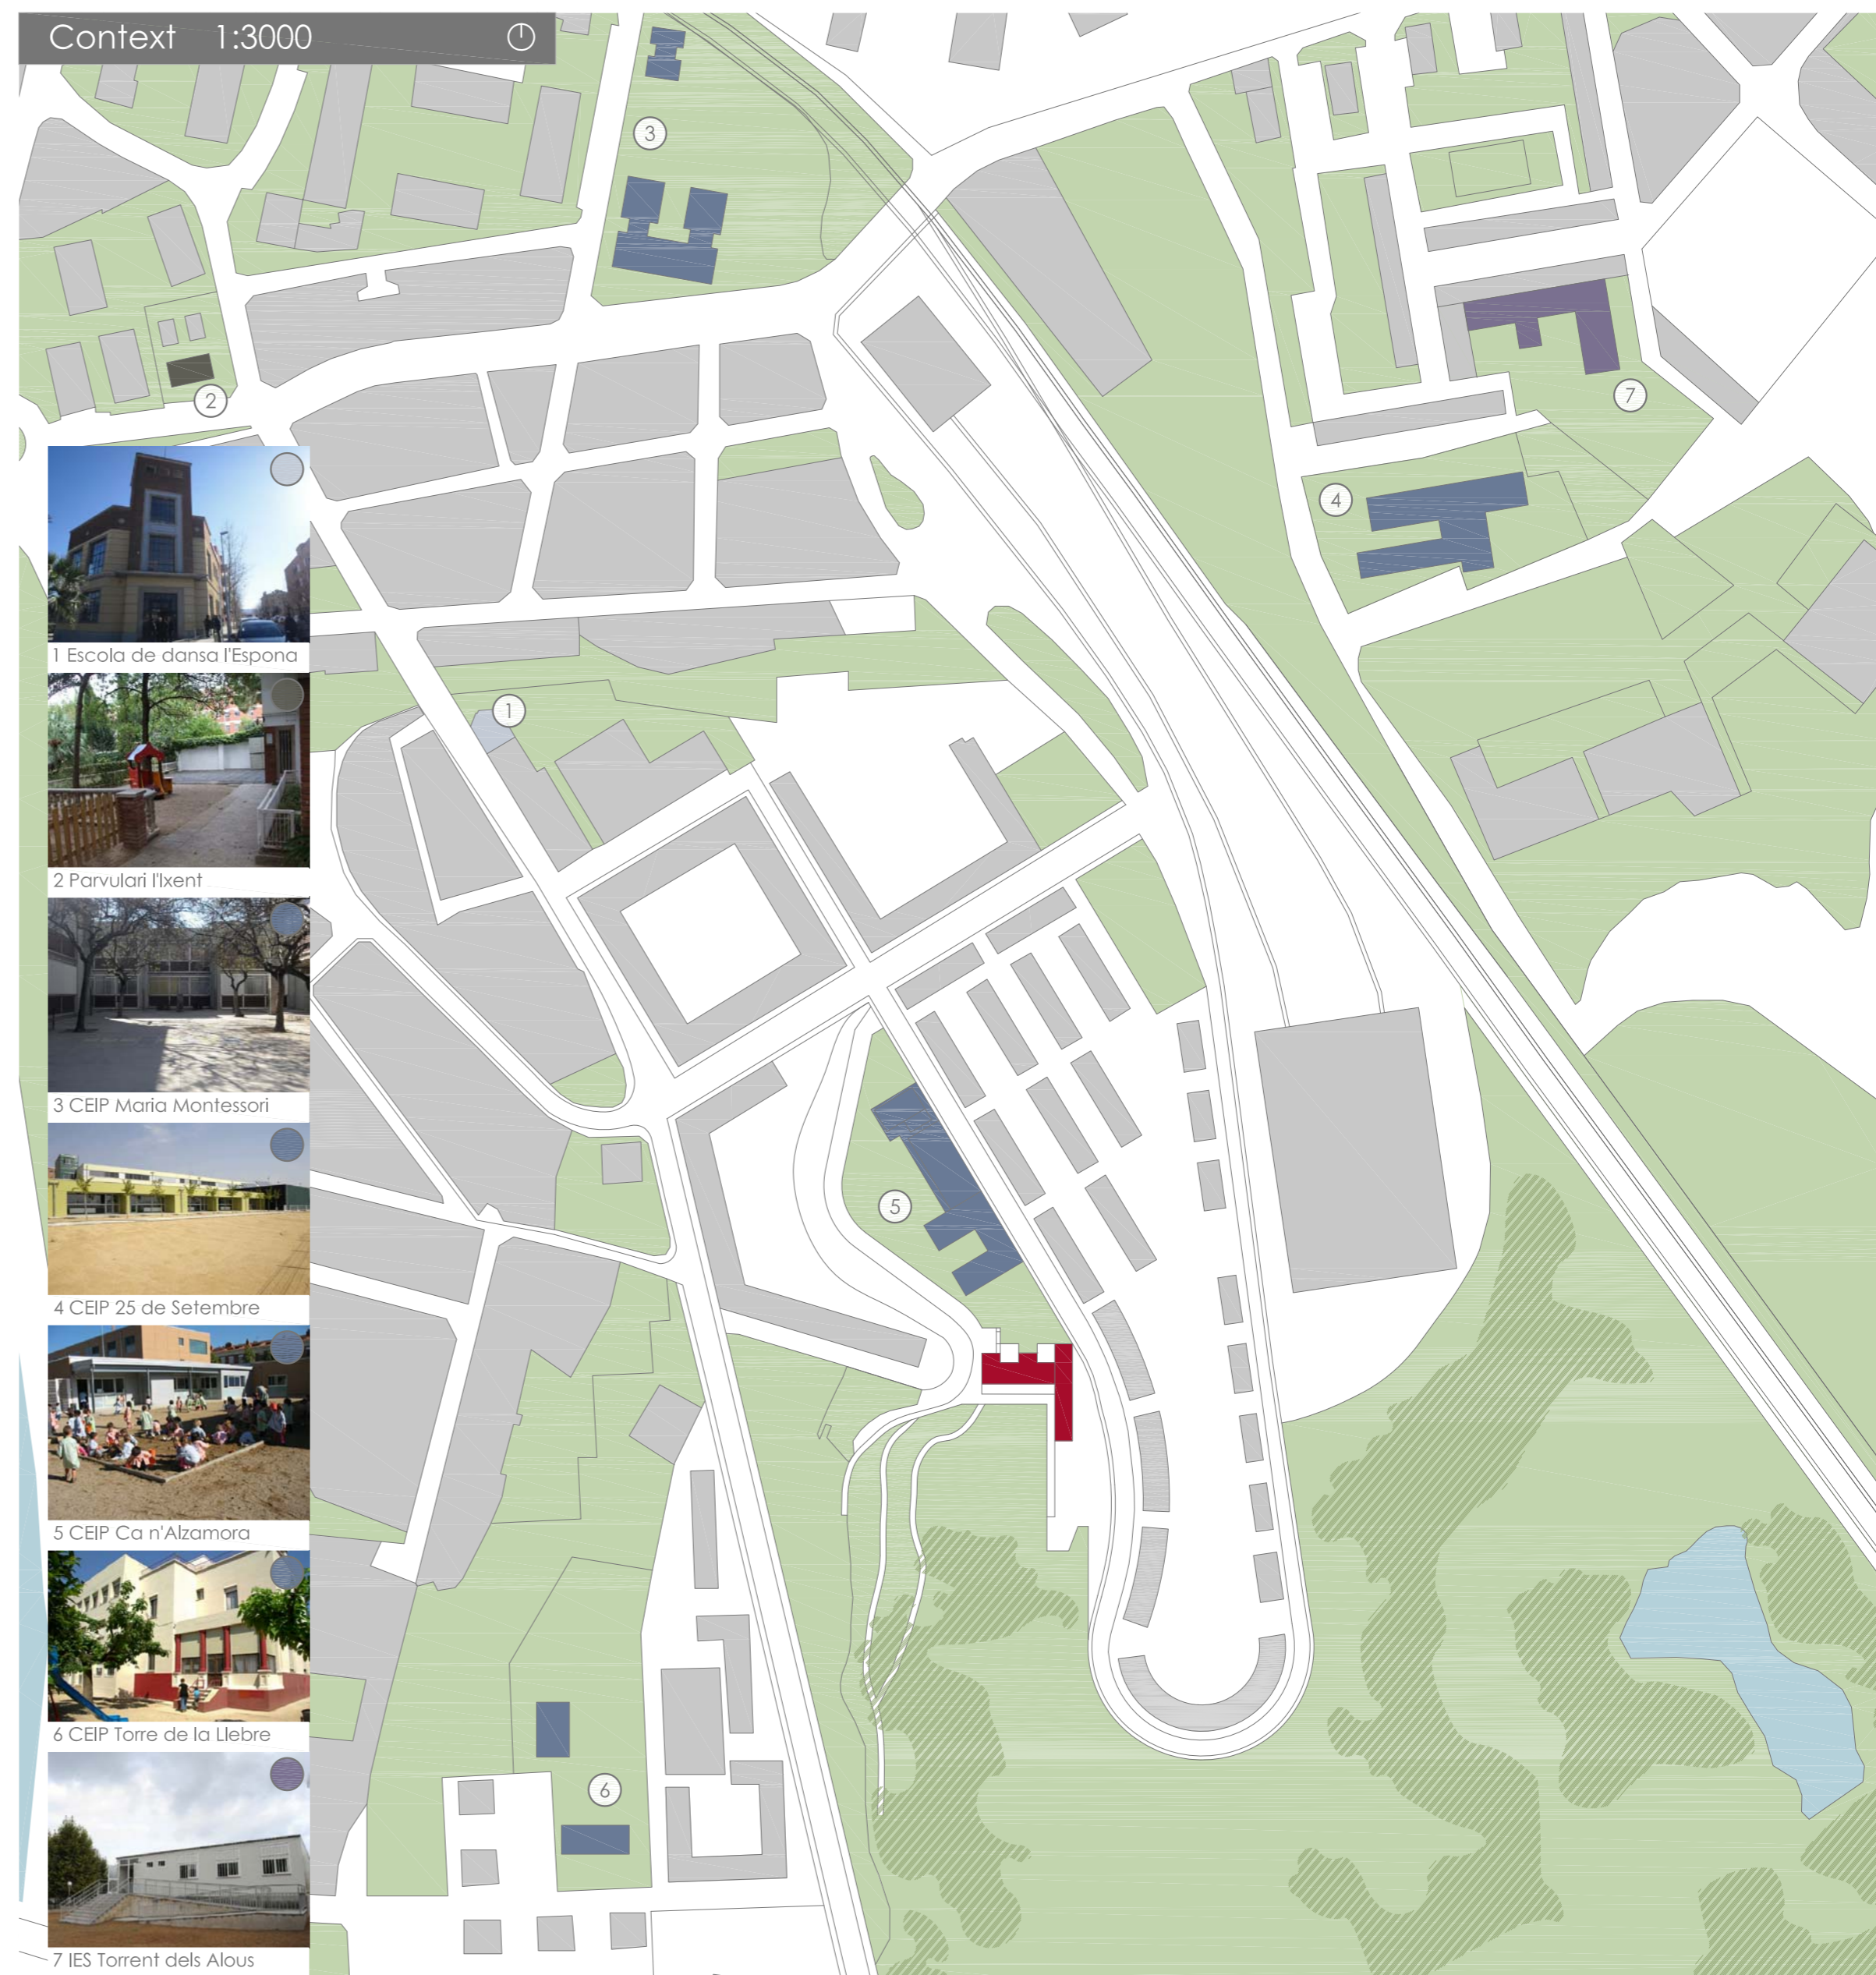 Context 1:3000
3
2
7
4
1
1 Escola de dansa l'Espona
2 Parvulari l'Ixent
3 CEIP Maria Montessori
5
4 CEIP 25 de Setembre
5 CEIP Ca n'Alzamora
6 CEIP Torre de la Llebre
6
7 IES Torrent dels Alous